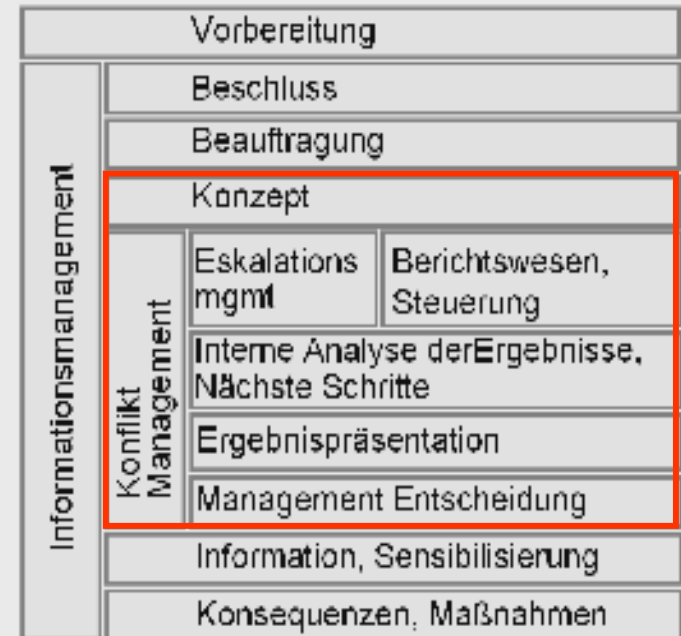 Vorbereitung
Informationsmanagement
Beschluss
Beauftragung
Konzept
Konflikt
Management
Eskalations
mgmt
Berichtswesen,
Steuerung
Interne Analyse derErgebnisse,
Nächste Schritte
Ergebnispräsentation
Management Entscheidung
Information, Sensibilisierung
Konsequenzen, Maßnahmen